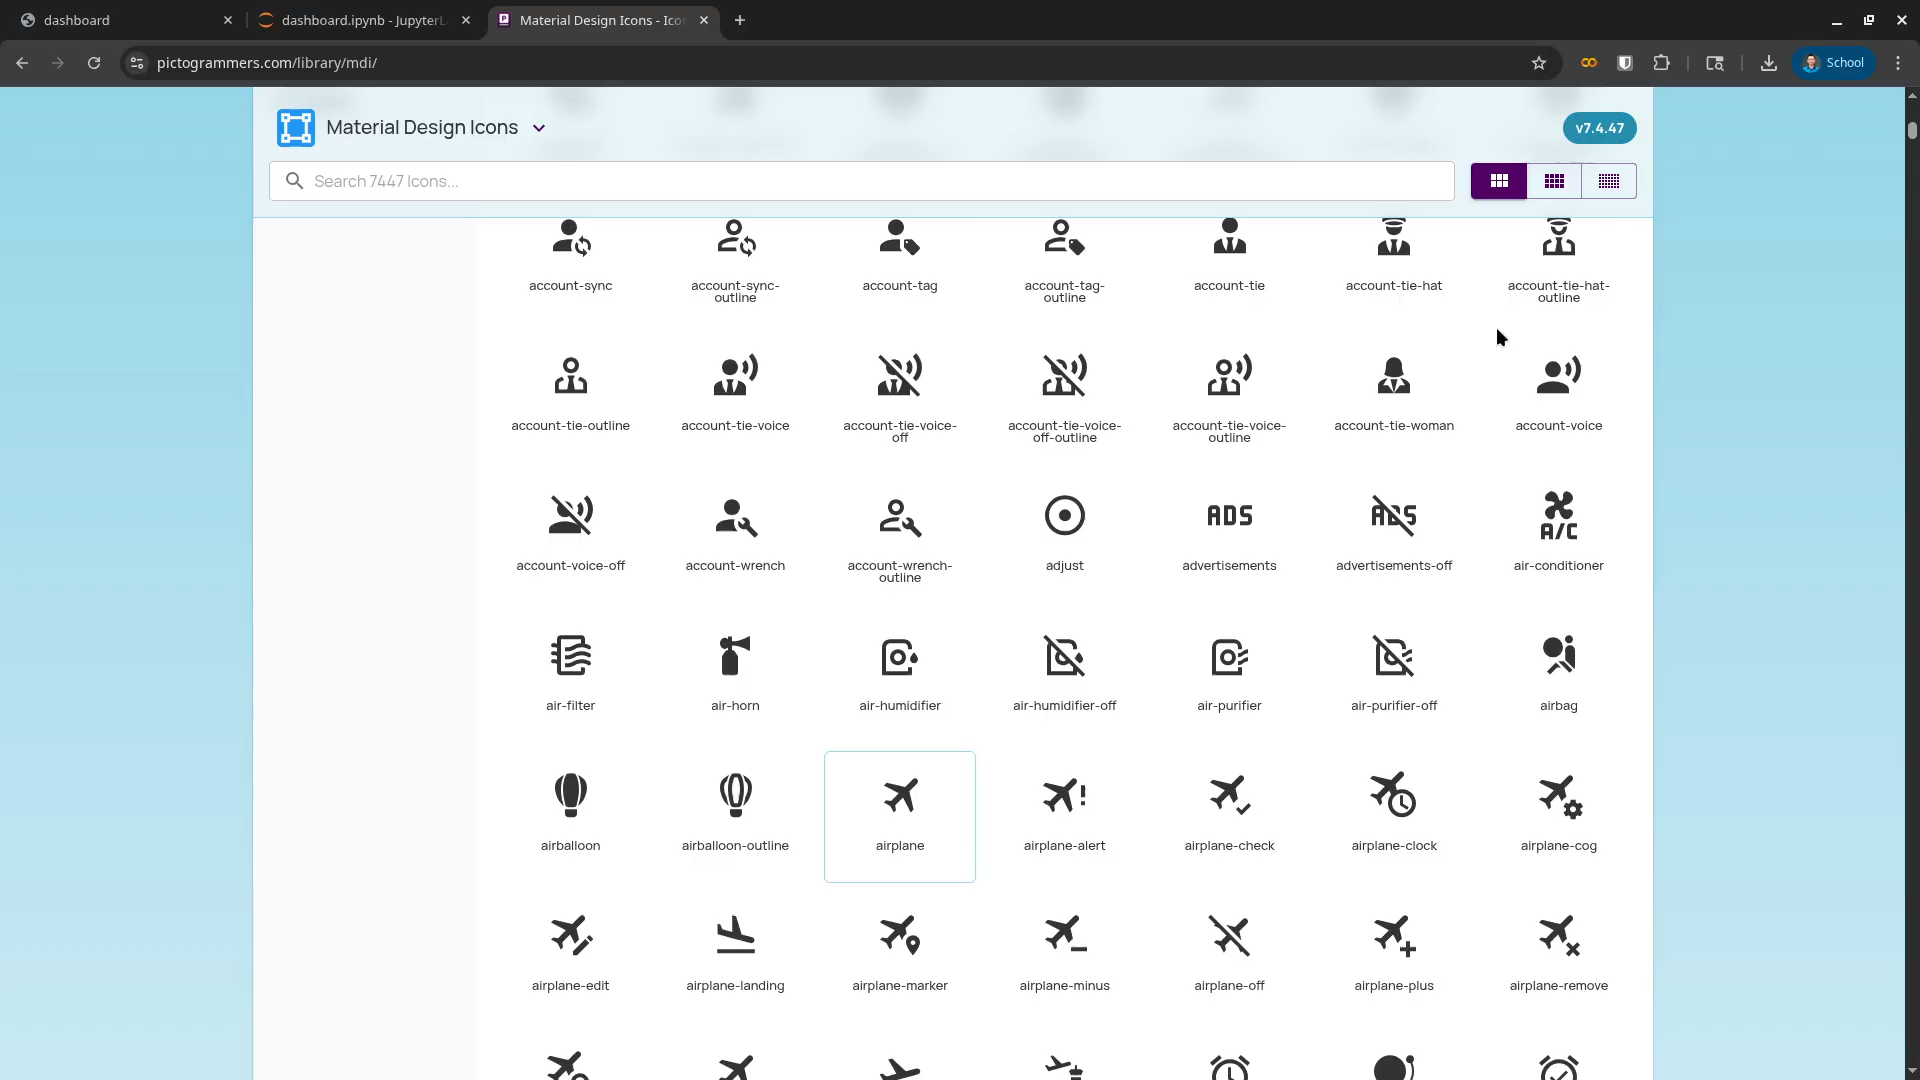 dashboard
dashboard.ipynb - JupyterL
Material Design Icons - Ico
pictogrammers.com/library/mdi/
School
Material Design Icons
v7.4.47
Search 7447 Icons...
account-sync
account-sync-
outline
account-tag
account-tag-
outline
account-tie
account-tie-hat
account-tie-hat-
outline
account-tie-outline
account-tie-voice
account-tie-voice-
off
account-tie-voice-
off-outline
account-tie-voice-
outline
account-tie-woman
account-voice
ADS
ADS
A/C
account-voice-off
account-wrench
account-wrench-
outline
adjust
advertisements
advertisements-off
air-conditioner
air-filter
air-horn
air-humidifier
air-humidifier-off
air-purifier
air-purifier-off
airbag
airballoon
airballoon-outline
airplane
airplane-alert
airplane-check
airplane-clock
airplane-cog
airplane-edit
airplane-landing
airplane-marker
airplane-minus
airplane-off
airplane-plus
airplane-remove